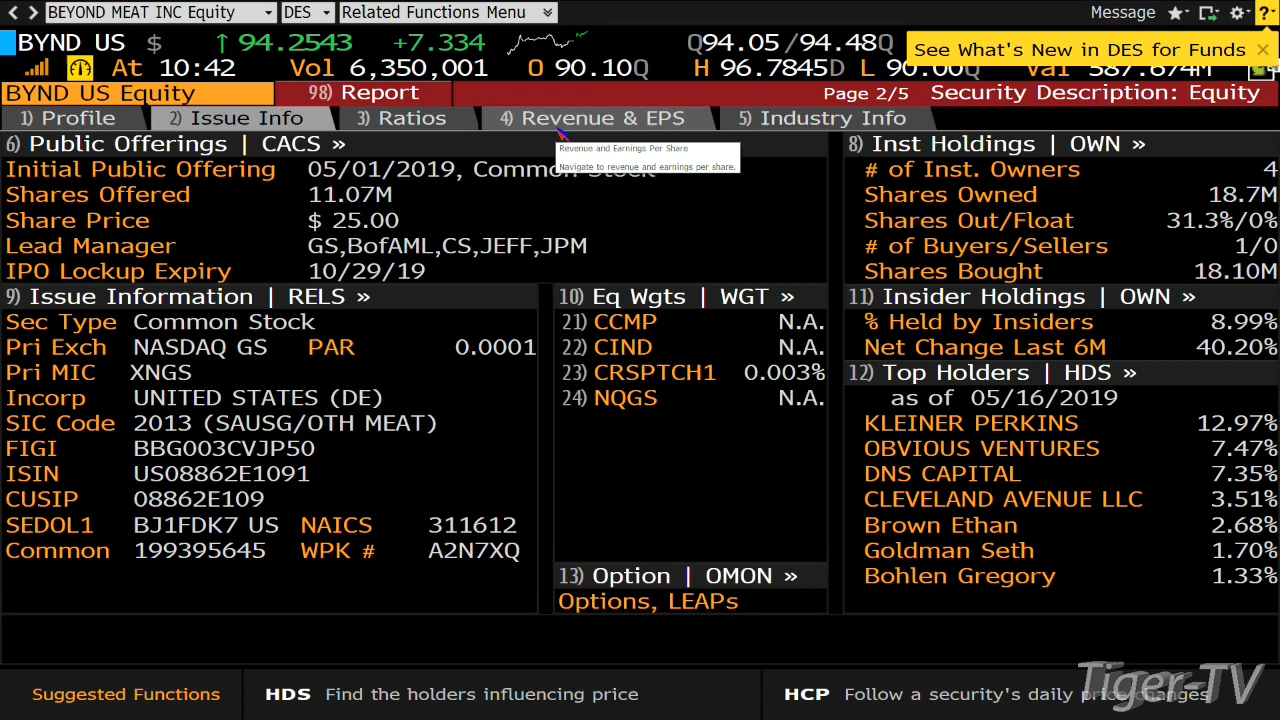 BEYOND MEAT INC Equity DES Related Functions Menu Message ?
BYND US $ ↑ 94.2543 +7.334 Q94.05/94.48Q
See What's New in DES for Funds ×
At 10:42 Vol 6,350,001 O 90.10Q H 96.7845D L 90.00Q Val 587.674M
BYND US Equity 98) Report Page 2/5 Security Description: Equity
1) Profile 2) Issue Info 3) Ratios 4) Revenue & EPS 5) Industry Info
Revenue and Earnings Per Share
Navigate to revenue and earnings per share.
6) Public Offerings | CACS »
Initial Public Offering 05/01/2019, Common Stock
Shares Offered 11.07M
Share Price $ 25.00
Lead Manager GS,BofAML,CS,JEFF,JPM
IPO Lockup Expiry 10/29/19
8) Inst Holdings | OWN »
# of Inst. Owners 4
Shares Owned 18.7M
Shares Out/Float 31.3%/0%
# of Buyers/Sellers 1/0
Shares Bought 18.10M
9) Issue Information | RELS »
Sec Type Common Stock
Pri Exch NASDAQ GS PAR 0.0001
Pri MIC XNGS
Incorp UNITED STATES (DE)
SIC Code 2013 (SAUSG/OTH MEAT)
FIGI BBG003CVJP50
ISIN US08862E1091
CUSIP 08862E109
SEDOL1 BJ1FDK7 US NAICS 311612
Common 199395645 WPK # A2N7XQ
10) Eq Wgts | WGT »
21) CCMP N.A.
22) CIND N.A.
23) CRSPTCH1 0.003%
24) NQGS N.A.
13) Option | OMON »
Options, LEAPs
11) Insider Holdings | OWN »
% Held by Insiders 8.99%
Net Change Last 6M 40.20%
12) Top Holders | HDS »
as of 05/16/2019
KLEINER PERKINS 12.97%
OBVIOUS VENTURES 7.47%
DNS CAPITAL 7.35%
CLEVELAND AVENUE LLC 3.51%
Brown Ethan 2.68%
Goldman Seth 1.70%
Bohlen Gregory 1.33%
Suggested Functions HDS Find the holders influencing price HCP Follow a security's daily price changes
Tiger-TV